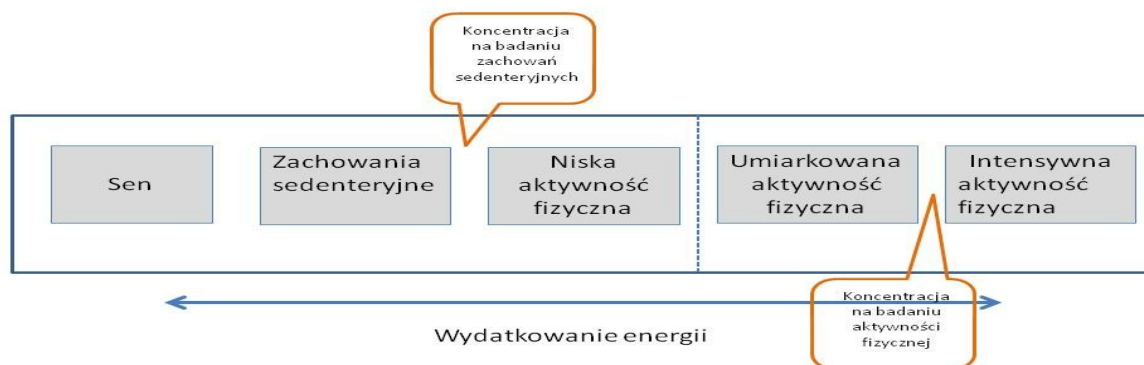 Koncentracja
na badaniu
zachowań
sedenteryjnych
Sen
Zachowania
sedenteryjne
Niska
aktywność
fizyczna
Umiarkowana
aktywność
fizyczna
Intensywna
aktywność
fizyczna
Koncentracja
na badaniu
aktywności
fizycznej
Wydatkowanie energii